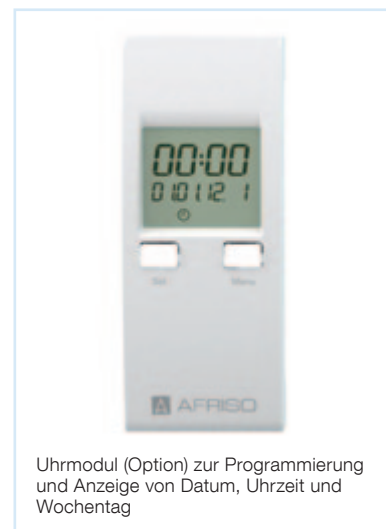 00:00
01.01.12 1
Set Menu
AFRISO
Uhrmodul (Option) zur Programmierung
und Anzeige von Datum, Uhrzeit und
Wochentag